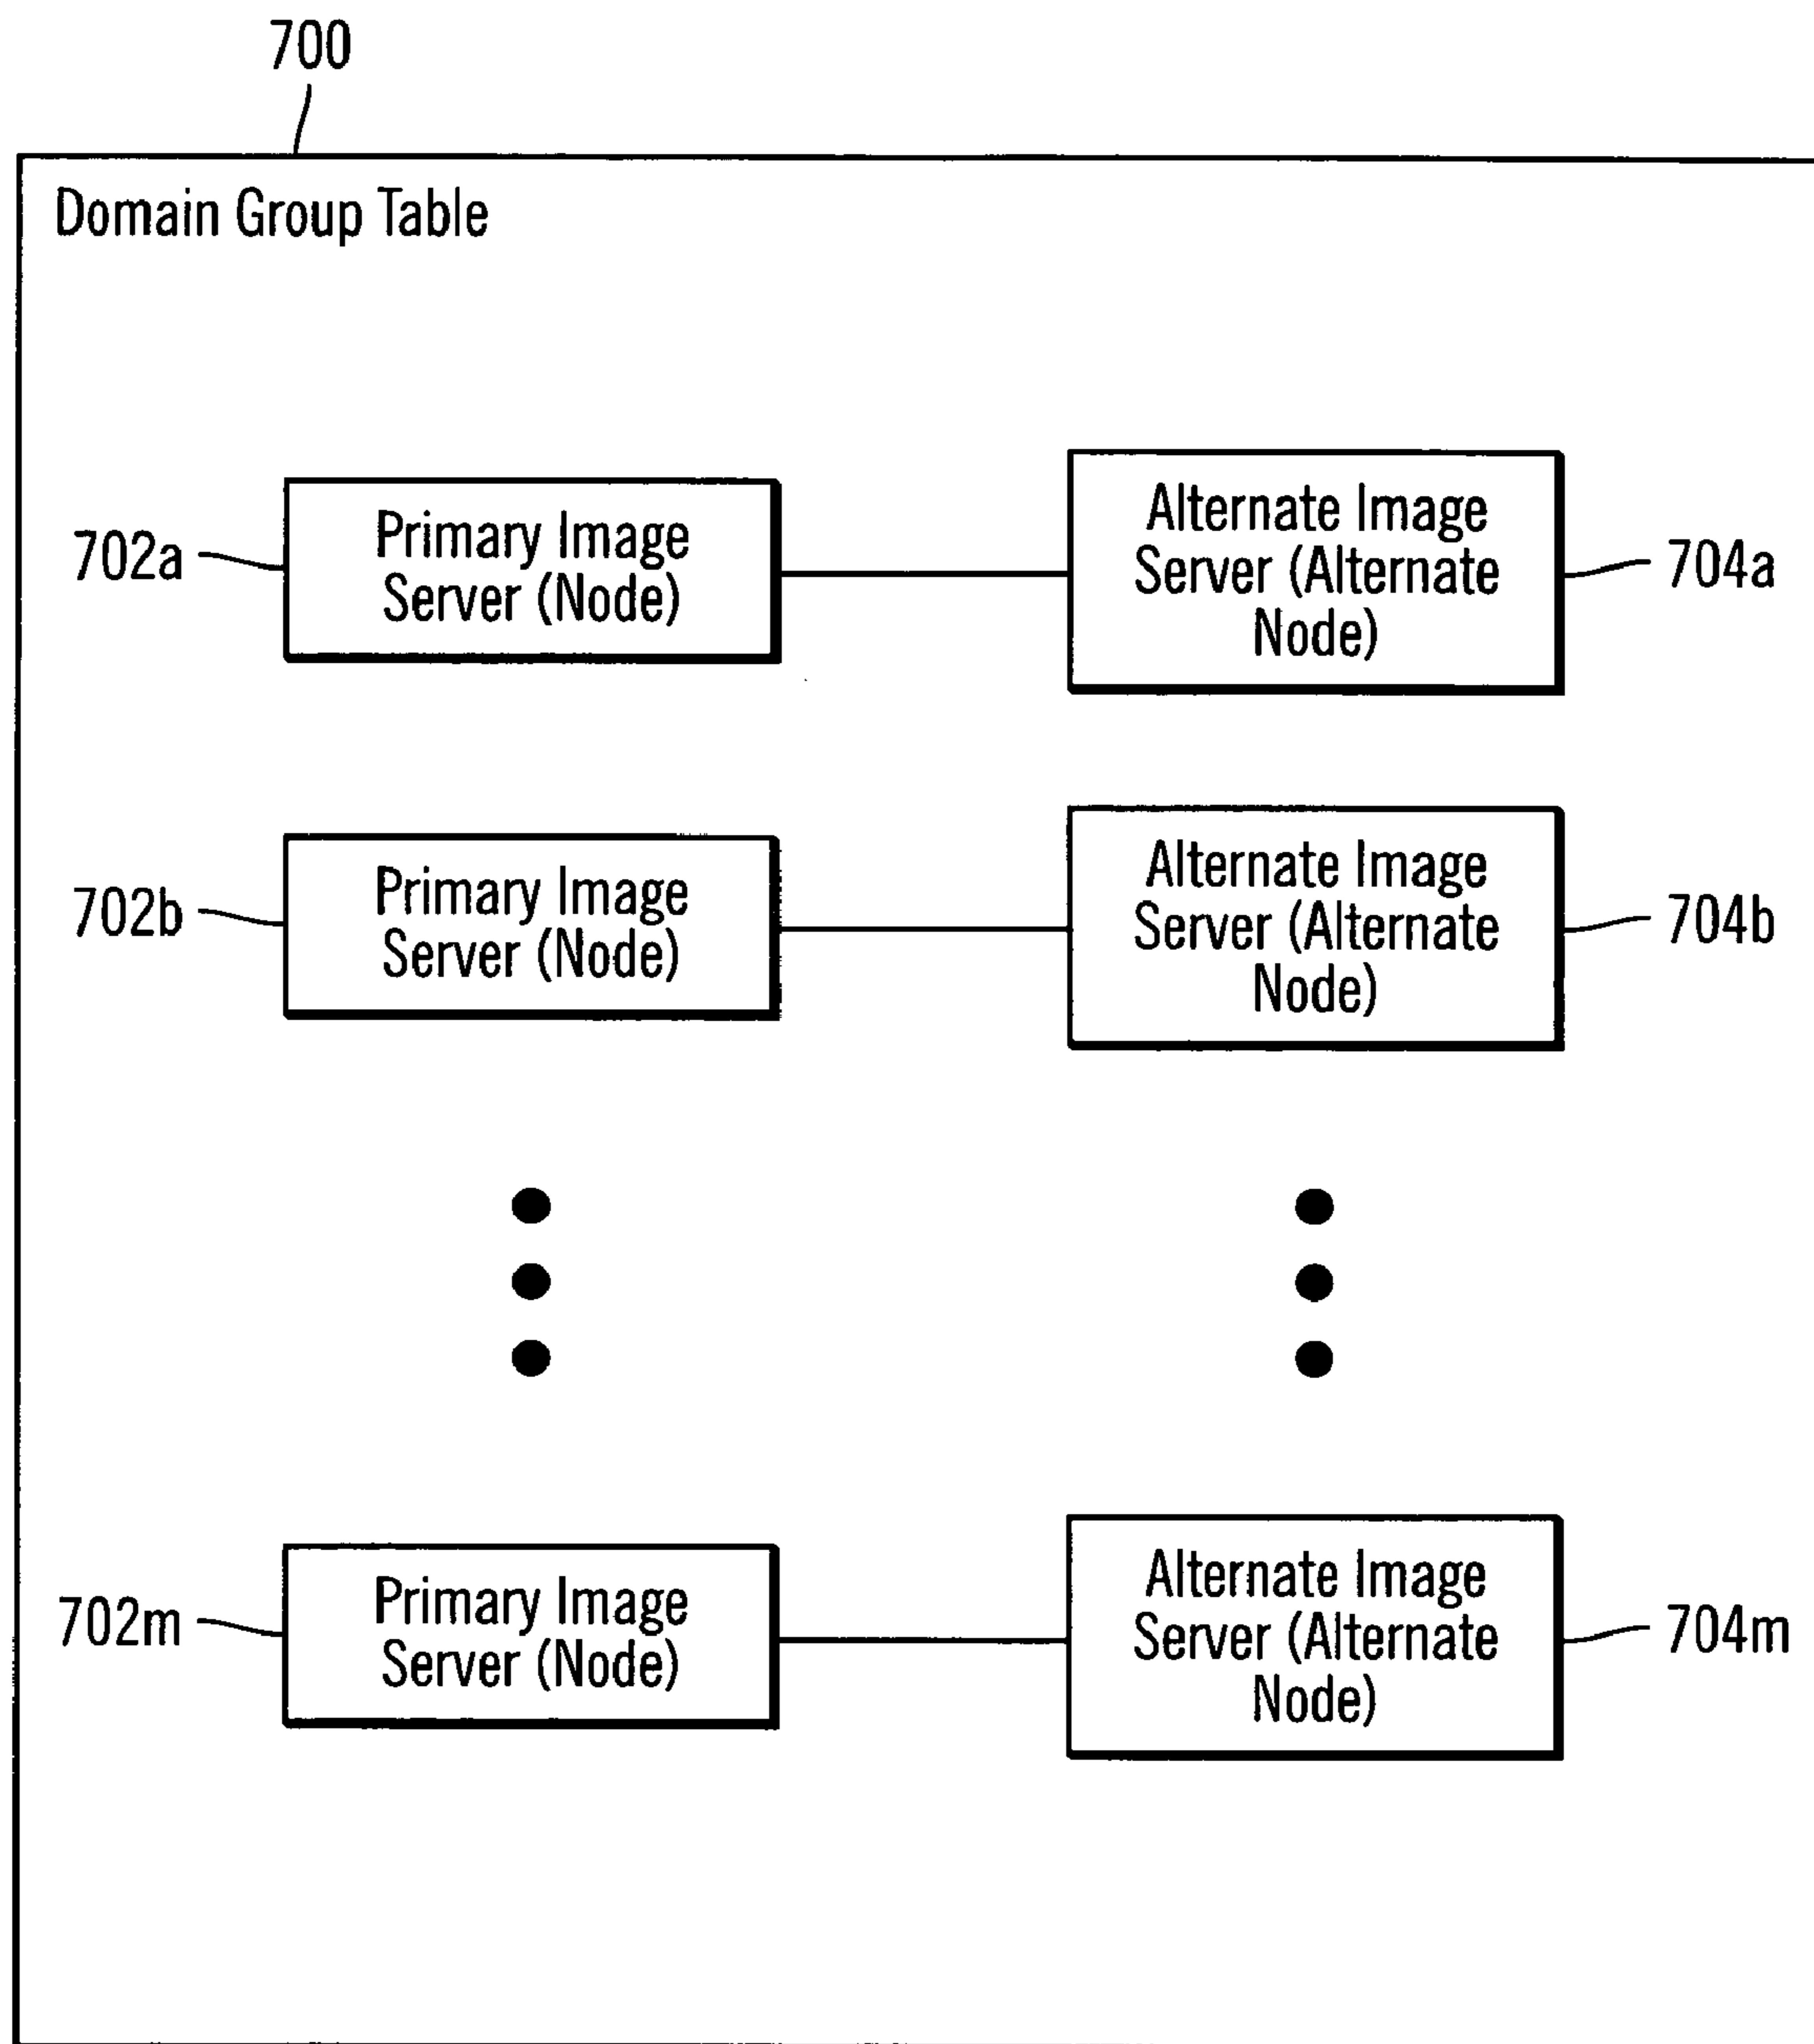 700
Domain Group Table
702a
Primary Image
Server (Node)
Alternate Image
Server (Alternate
Node)
704a
702b
Primary Image
Server (Node)
Alternate Image
Server (Alternate
Node)
704b
702m
Primary Image
Server (Node)
Alternate Image
Server (Alternate
Node)
704m